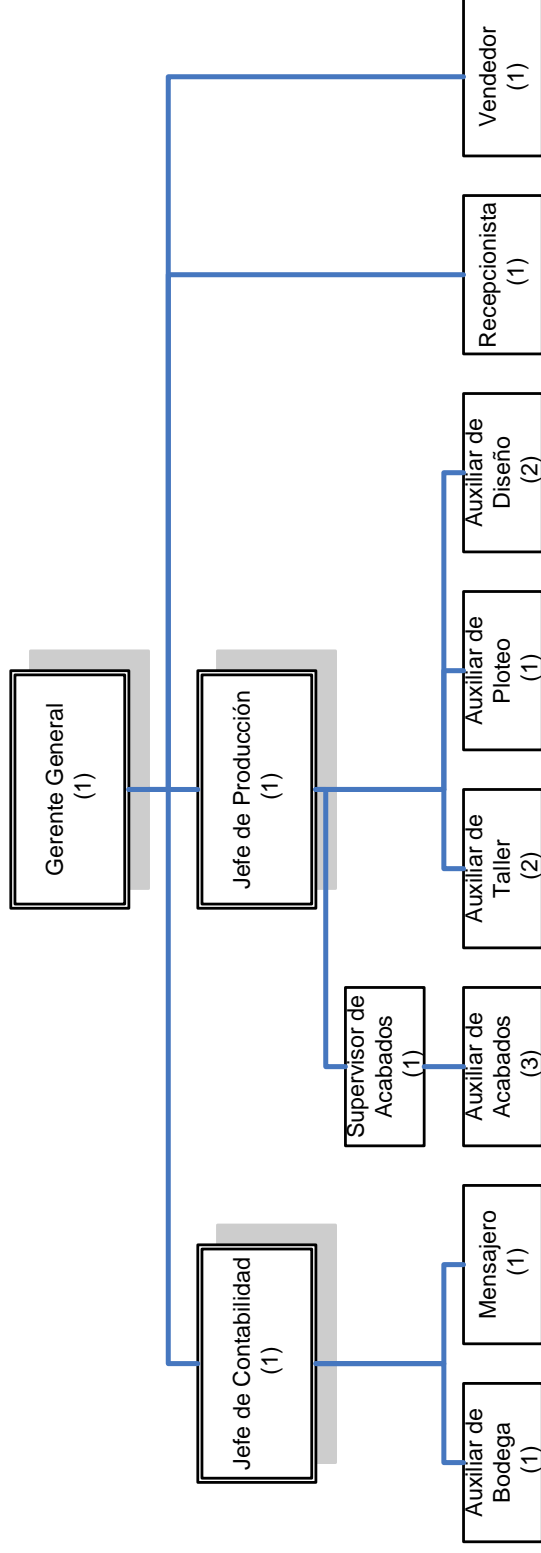 Gerente General
(1)
Jefe de Contabilidad
(1)
Jefe de Producción
(1)
Supervisor de
Acabados
(1)
Auxiliar de
Bodega
(1)
Mensajero
(1)
Auxiliar de
Acabados
(3)
Auxiliar de
Taller
(2)
Auxiliar de
Ploteo
(1)
Auxiliar de
Diseño
(2)
Recepcionista
(1)
Vendedor
(1)